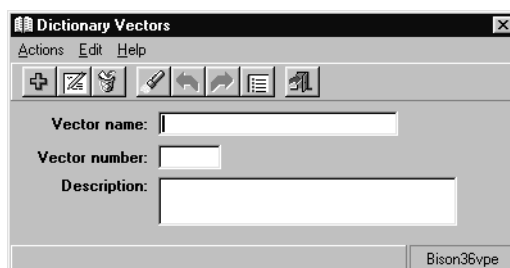 Dictionary Vectors
Actions Edit Help
Vector name:
Vector number:
Description:
Bison36vpe